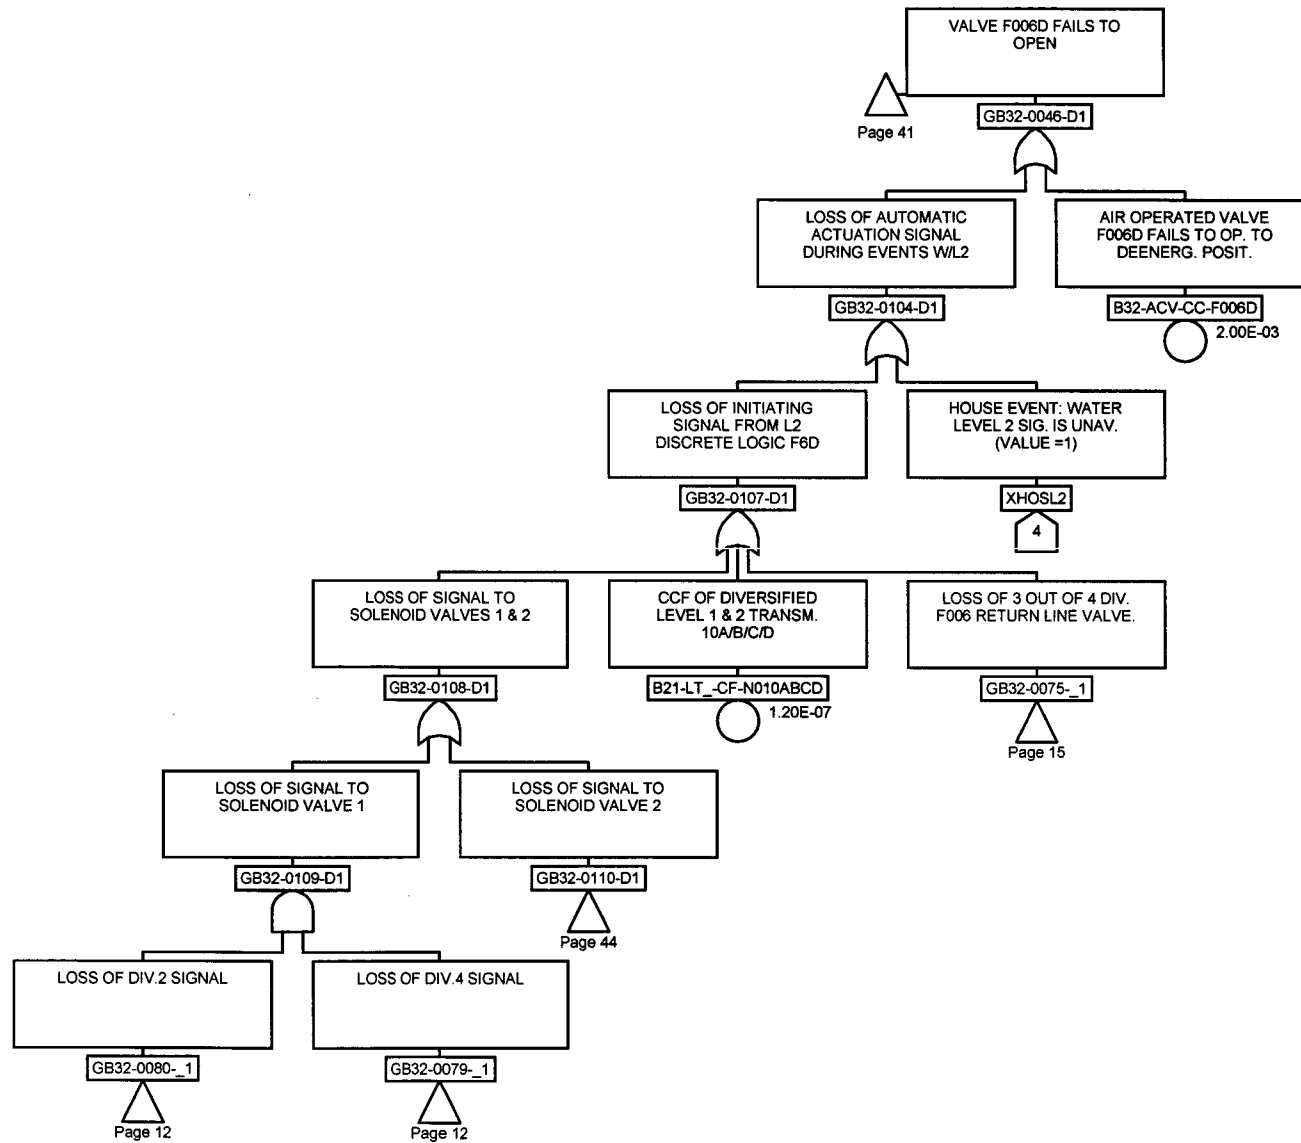 VALVE F006D FAILS TO
OPEN
Page 41
GB32-0046-D1
LOSS OF AUTOMATIC
ACTUATION SIGNAL
DURING EVENTS W/L2
AIR OPERATED VALVE
F006D FAILS TO OP. TO
DEENERG. POSIT.
GB32-0104-D1
B32-ACV-CC-F006D
2.00E-03
LOSS OF INITIATING
SIGNAL FROM L2
DISCRETE LOGIC F6D
HOUSE EVENT: WATER
LEVEL 2 SIG. IS UNAV.
(VALUE =1)
GB32-0107-D1
XHOSL2
4
LOSS OF SIGNAL TO
SOLENOID VALVES 1 & 2
CCF OF DIVERSIFIED
LEVEL 1 & 2 TRANSM.
10A/B/C/D
LOSS OF 3 OUT OF 4 DIV.
F006 RETURN LINE VALVE.
GB32-0108-D1
B21-LT_-CF-N010ABCD
1.20E-07
GB32-0075-_1
Page 15
LOSS OF SIGNAL TO
SOLENOID VALVE 1
LOSS OF SIGNAL TO
SOLENOID VALVE 2
GB32-0109-D1
GB32-0110-D1
Page 44
LOSS OF DIV.2 SIGNAL
LOSS OF DIV.4 SIGNAL
GB32-0080-_1
GB32-0079-_1
Page 12
Page 12